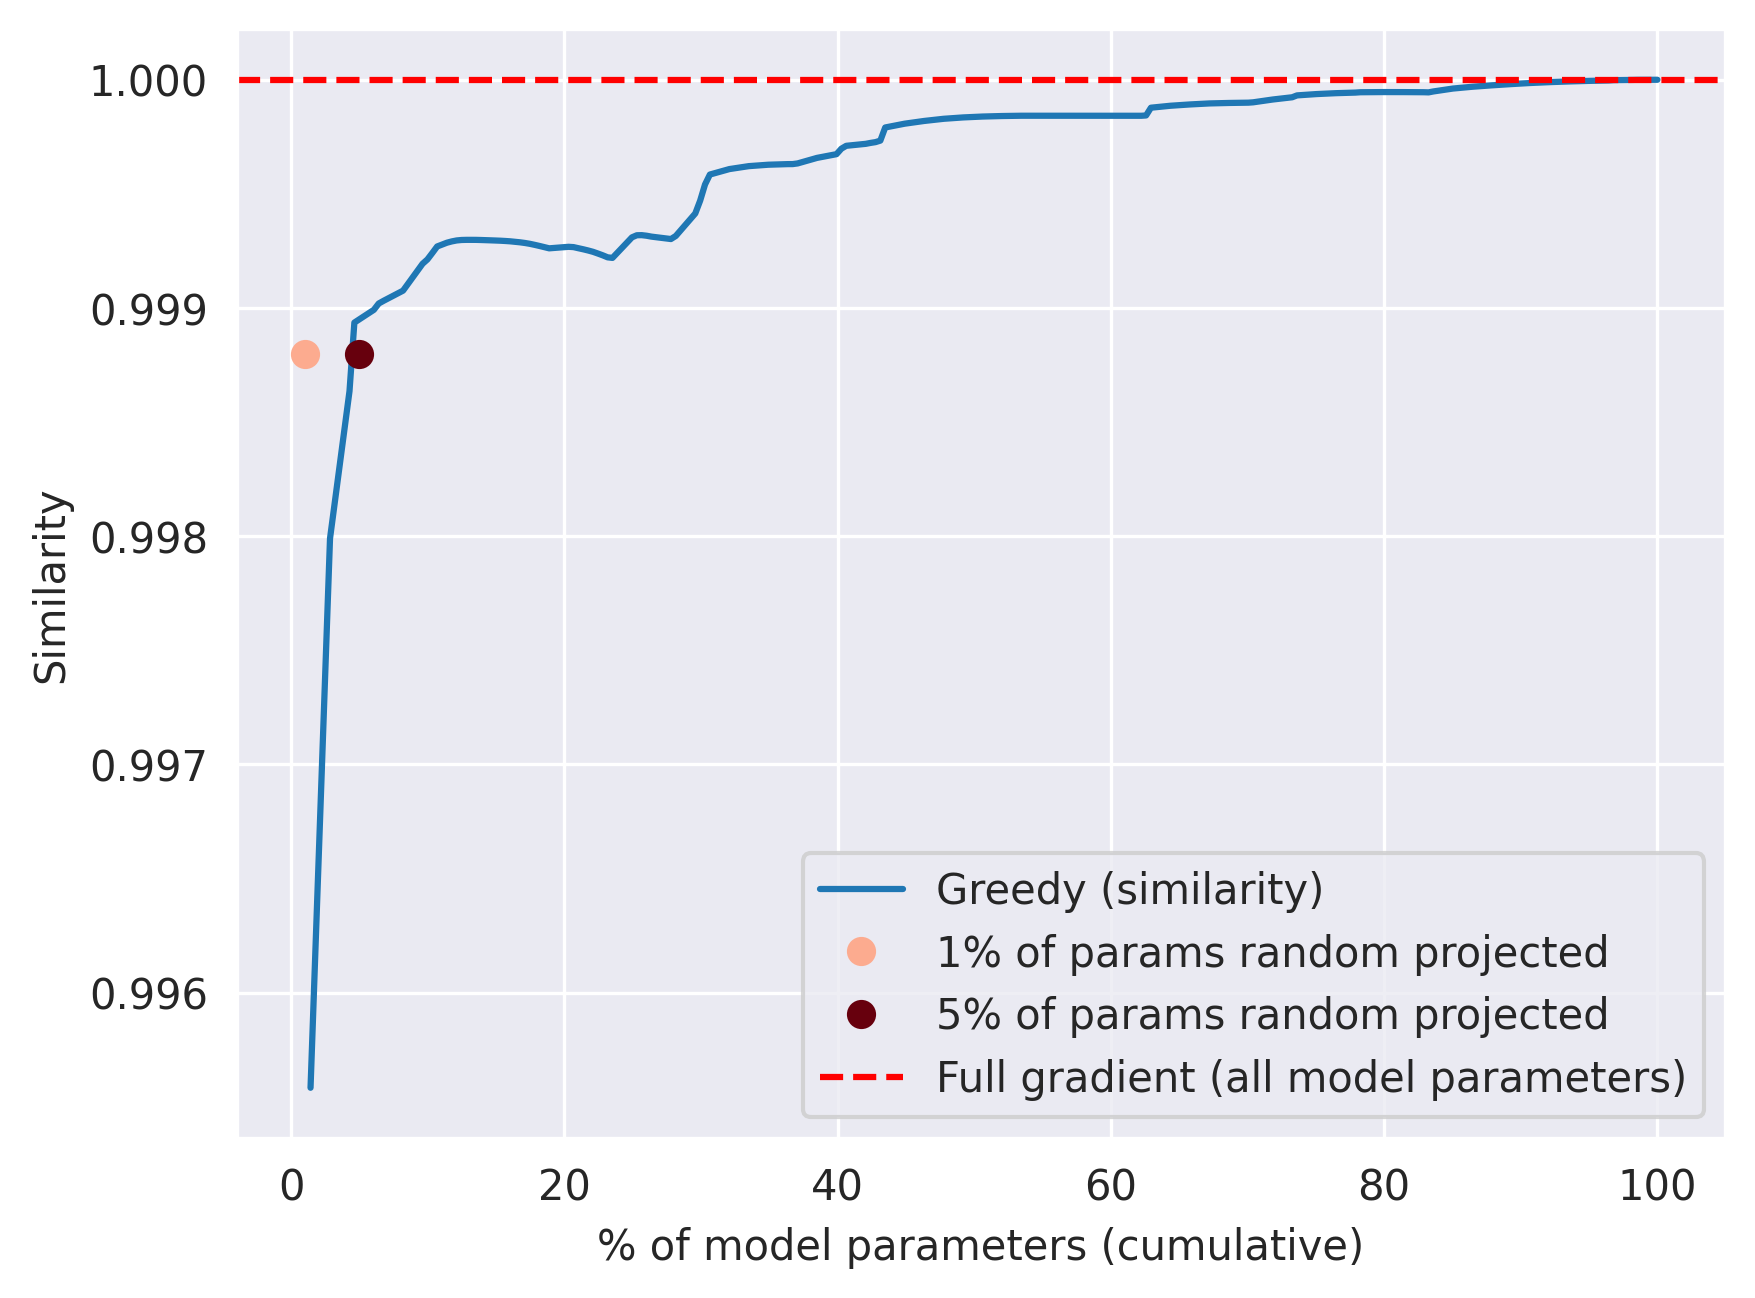 1.000
0.999
0.998
0.997
0.996
Similarity
Greedy (similarity)
1% of params random projected
5% of params random projected
Full gradient (all model parameters)
0 20 40 60 80 100
% of model parameters (cumulative)